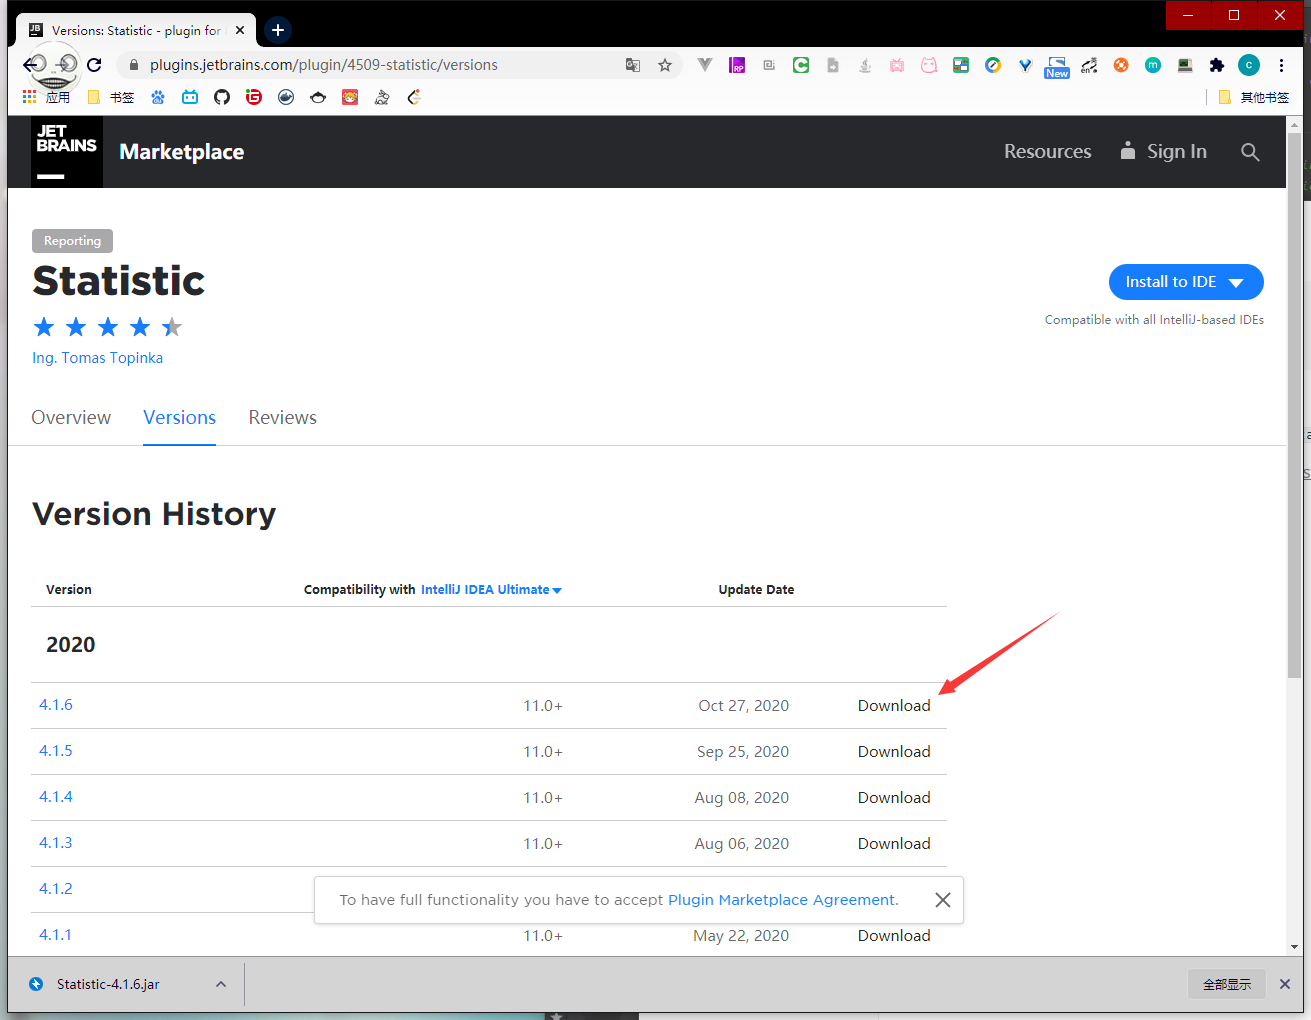 Versions: Statistic - plugin for
plugins.jetbrains.com/plugin/4509-statistic/versions
应用
书签
其他书签
JET
BRAINS
Marketplace
Resources
Sign In
Reporting
Statistic
Install to IDE
Compatible with all IntelliJ-based IDEs
Ing. Tomas Topinka
Overview Versions Reviews
Version History
Version Compatibility with IntelliJ IDEA Ultimate Update Date
2020
4.1.6 11.0+ Oct 27, 2020 Download
4.1.5 11.0+ Sep 25, 2020 Download
4.1.4 11.0+ Aug 08, 2020 Download
4.1.3 11.0+ Aug 06, 2020 Download
4.1.2
To have full functionality you have to accept Plugin Marketplace Agreement.
4.1.1 11.0+ May 22, 2020 Download
Statistic-4.1.6.jar
全部显示